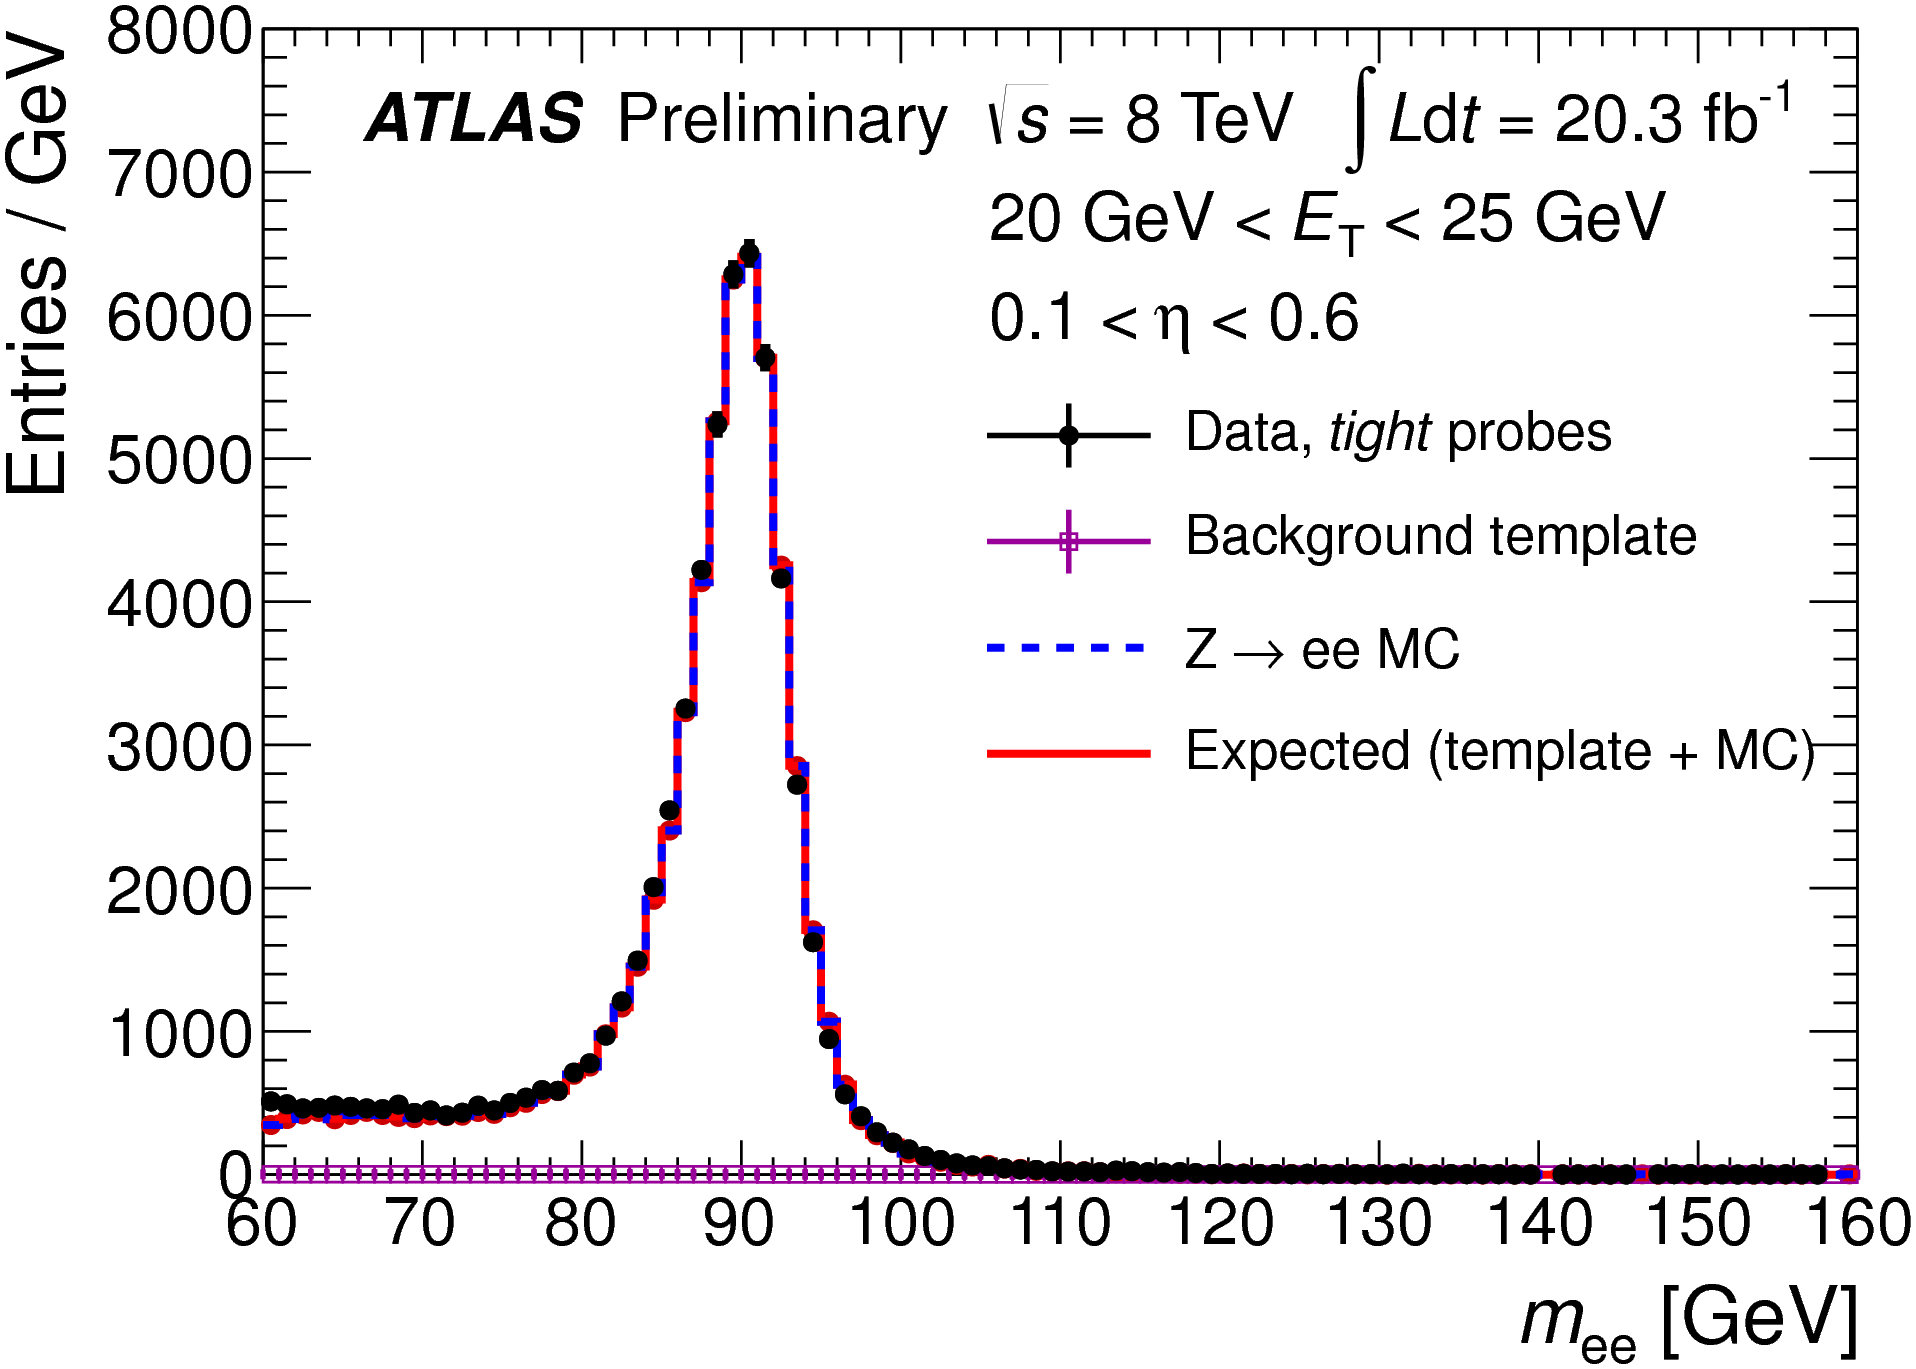 Entries / GeV
8000
7000
6000
5000
4000
3000
2000
1000
0
ATLAS Preliminary √s = 8 TeV ∫Ldt = 20.3 fb-1
20 GeV < ET < 25 GeV
0.1 < η < 0.6
Data, tight probes
Background template
Z → ee MC
Expected (template + MC)
60 70 80 90 100 110 120 130 140 150 160
mee [GeV]